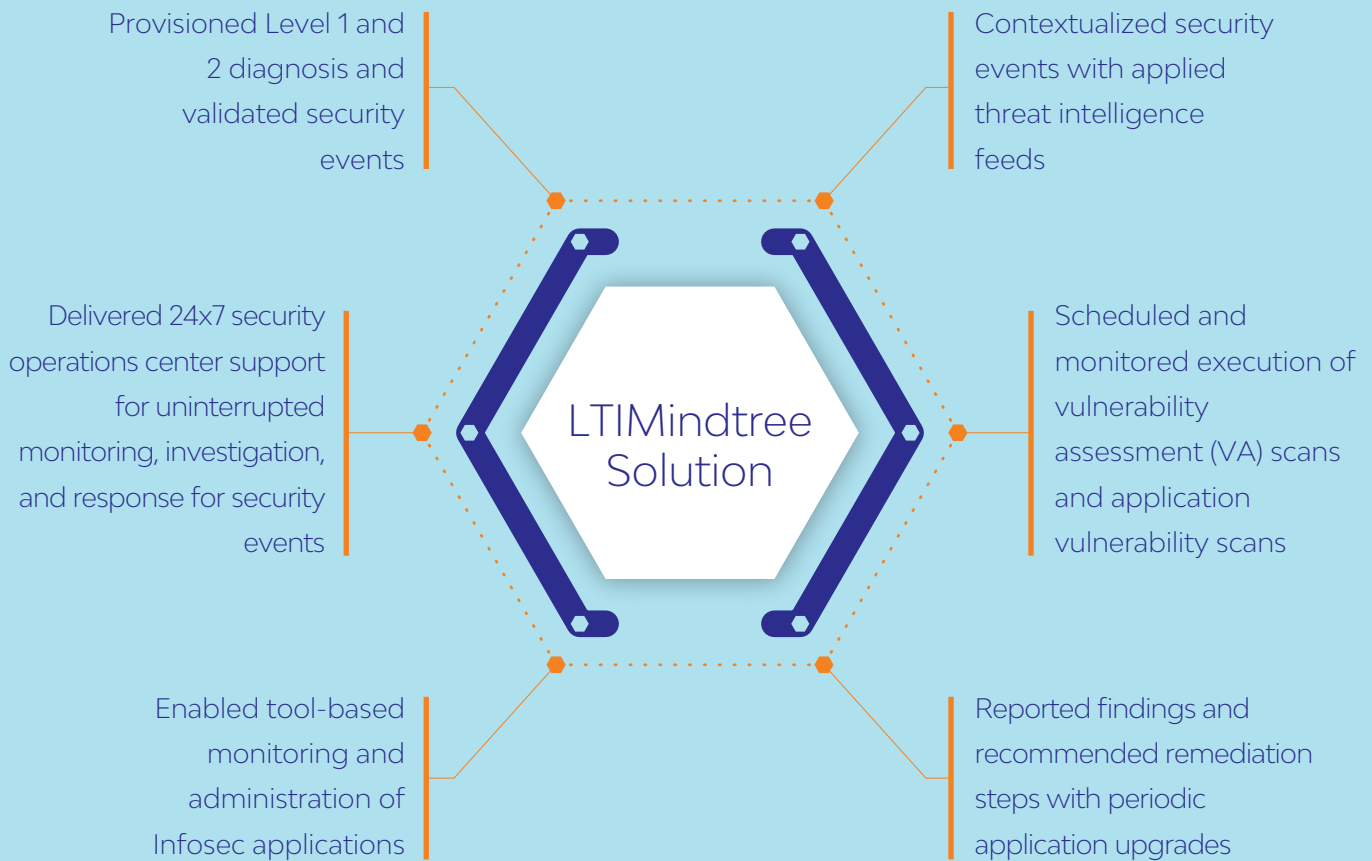 Provisioned Level 1 and
2 diagnosis and
validated security
events
Contextualized security
events with applied
threat intelligence
feeds
Delivered 24x7 security
operations center support
for uninterrupted
monitoring, investigation,
and response for security
events
LTIMindtree
Solution
Scheduled and
monitored execution of
vulnerability
assessment (VA) scans
and application
vulnerability scans
Enabled tool-based
monitoring and
administration of
Infosec applications
Reported findings and
recommended remediation
steps with periodic
application upgrades